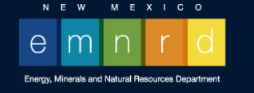 NEW MEXICO
emnrd
Energy, Minerals and Natural Resources Department